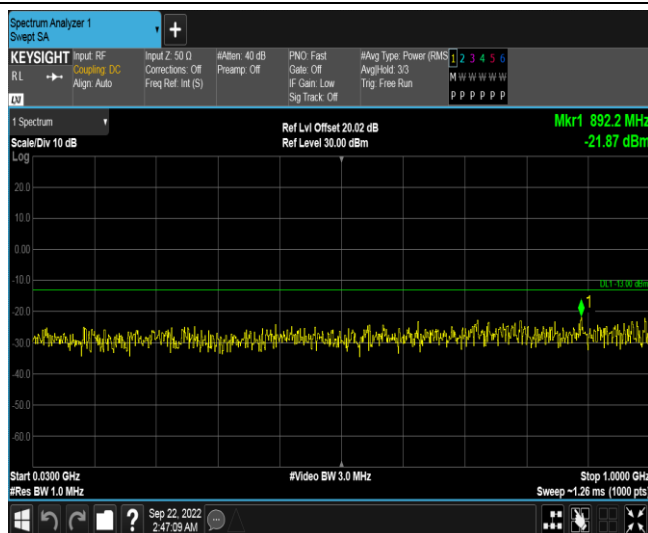 Spectrum Analyzer 1
Swept SA
+
KEYSIGHT Input: RF Input Z: 50 Ω #Atten: 40 dB PNO: Fast #Avg Type: Power (RMS 1 2 3 4 5 6
RL Coupling: DC Corrections: Off Preamp: Off Gate: Off Avg|Hold: 3/3 M W W W W W
Align: Auto Freq Ref: Int (S) IF Gain: Low Trig: Free Run
Sig Track: Off P P P P P P
LXI
1 Spectrum Ref Lvl Offset 20.02 dB Mkr1 892.2 MHz
Scale/Div 10 dB Ref Level 30.00 dBm -21.87 dBm
Log
20.0
10.0
0.00
-10.0 DL1 -13.00 dBm
-20.0 1
-30.0
-40.0
-50.0
-60.0
Start 0.0300 GHz #Video BW 3.0 MHz Stop 1.0000 GHz
#Res BW 1.0 MHz Sweep ~1.26 ms (1000 pts)
? Sep 22, 2022
2:47:09 AM